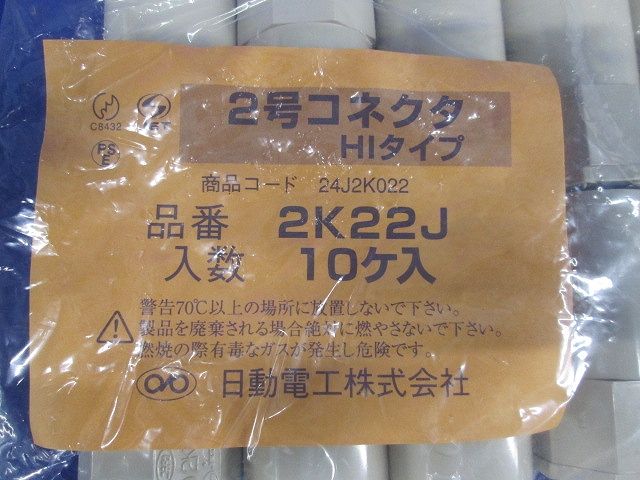 C8432
JET
PS
E
2号コネクタ
HIタイプ
商品コード 24J2K022
品番 2K22J
入数 10ケ入
警告70℃以上の場所に放置しないで下さい。
製品を廃棄される場合絶対に燃やさないで下さい。
燃焼の際有毒なガスが発生し危険です。
日動電工株式会社